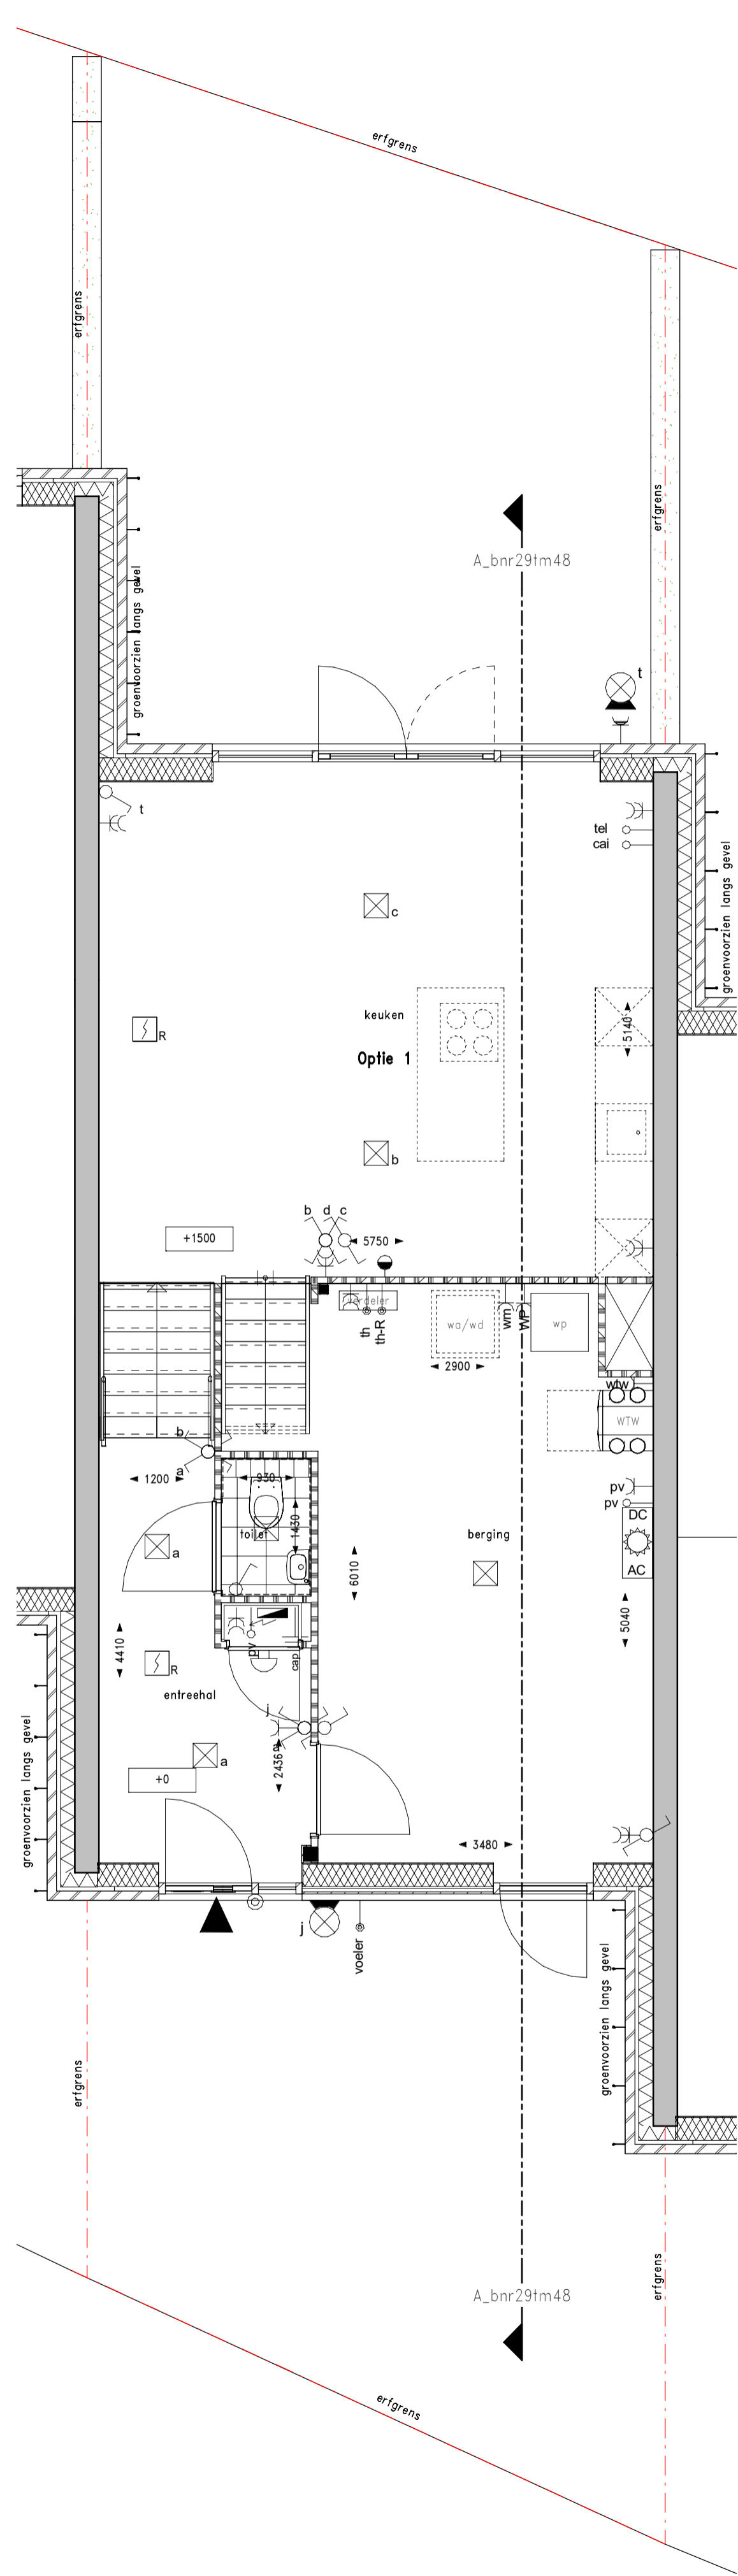 erfgrens
erfgrens
erfgrens
A_bnr29tm48
groenvoorzien langs gevel
t
t
tel
cai
groenvoorzien langs gevel
c
keuken
5140
R
Optie 1
b
b d c
+1500
5750
verdeler
th
th-R
wa/wd
wm
WP
wp
2900
wtw
WTW
b
a
1200
930
pv
pv
DC
toilet
1430
berging
a
AC
6010
5040
4410
pv
cap
R
entreehal
j
a
2436
a
+0
groenvoorzien langs gevel
3480
j
voeler
groenvoorzien langs gevel
erfgrens
A_bnr29tm48
erfgrens
erfgrens